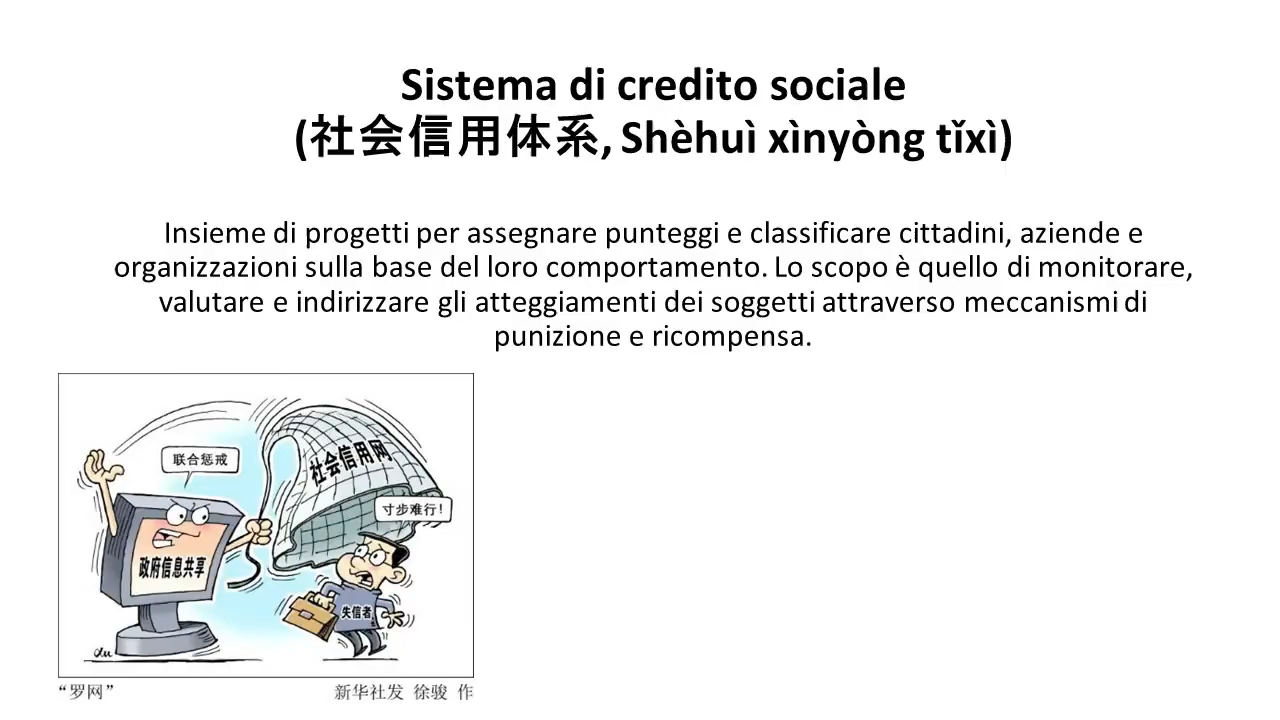 Sistema di credito sociale
(社会信用体系, Shèhuì xìnyòng tǐxì)
Insieme di progetti per assegnare punteggi e classificare cittadini, aziende e
organizzazioni sulla base del loro comportamento. Lo scopo è quello di monitorare,
valutare e indirizzare gli atteggiamenti dei soggetti attraverso meccanismi di
punizione e ricompensa.
联合惩戒
社会信用网
寸步难行!
政府信息共享
失信者
“罗网”
新华社发 徐骏 作